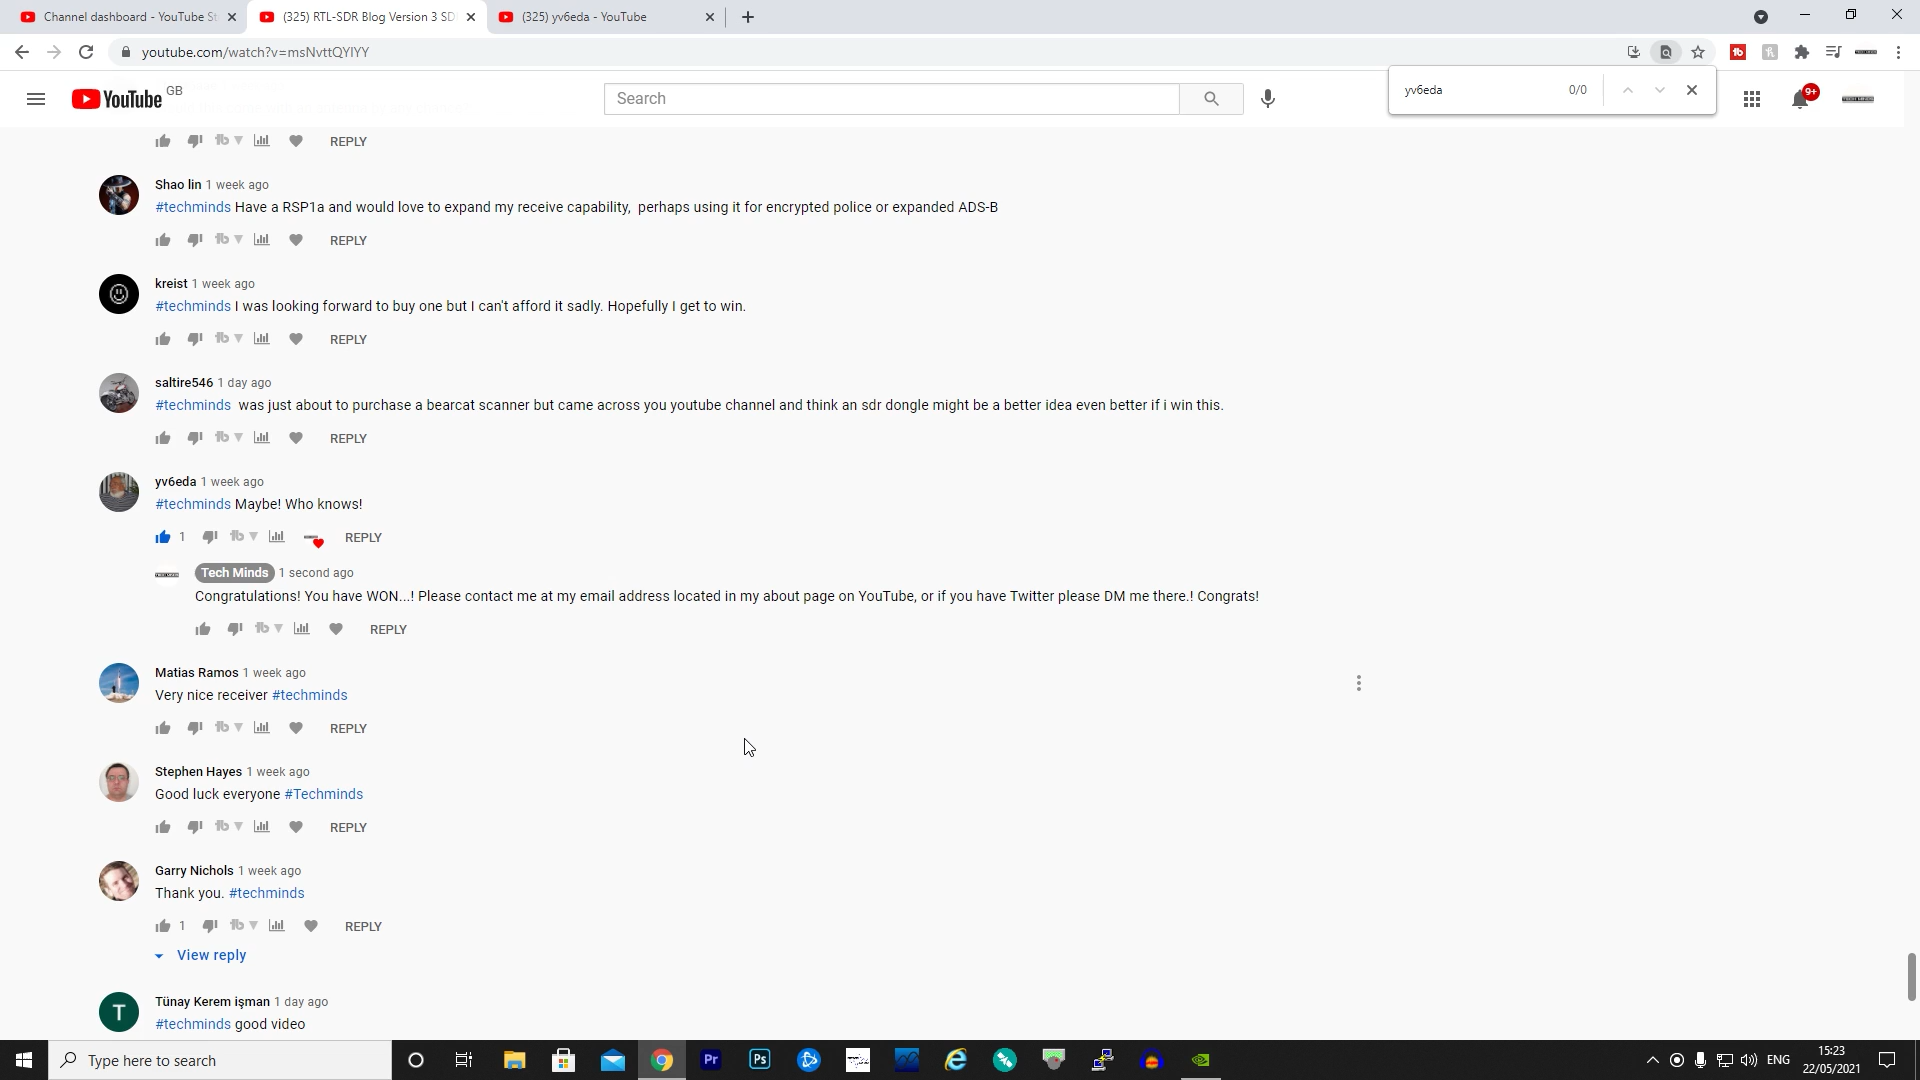 Channel dashboard - YouTube St
(325) RTL-SDR Blog Version 3 SD
(325) yv6eda - YouTube
youtube.com/watch?v=msNvttQYIYY
yv6eda 0/0
YouTube GB
Search
9+
REPLY
Shao lin 1 week ago
#techminds Have a RSP1a and would love to expand my receive capability, perhaps using it for encrypted police or expanded ADS-B
REPLY
kreist 1 week ago
#techminds I was looking forward to buy one but I can't afford it sadly. Hopefully I get to win.
REPLY
saltire546 1 day ago
#techminds was just about to purchase a bearcat scanner but came across you youtube channel and think an sdr dongle might be a better idea even better if i win this.
REPLY
yv6eda 1 week ago
#techminds Maybe! Who knows!
1 REPLY
Tech Minds 1 second ago
Congratulations! You have WON...! Please contact me at my email address located in my about page on YouTube, or if you have Twitter please DM me there.! Congrats!
REPLY
Matias Ramos 1 week ago
Very nice receiver #techminds
REPLY
Stephen Hayes 1 week ago
Good luck everyone #Techminds
REPLY
Garry Nichols 1 week ago
Thank you. #techminds
1 REPLY
View reply
T
Tünay Kerem işman 1 day ago
#techminds good video
Type here to search
Pr
Ps
ENG
15:23
22/05/2021